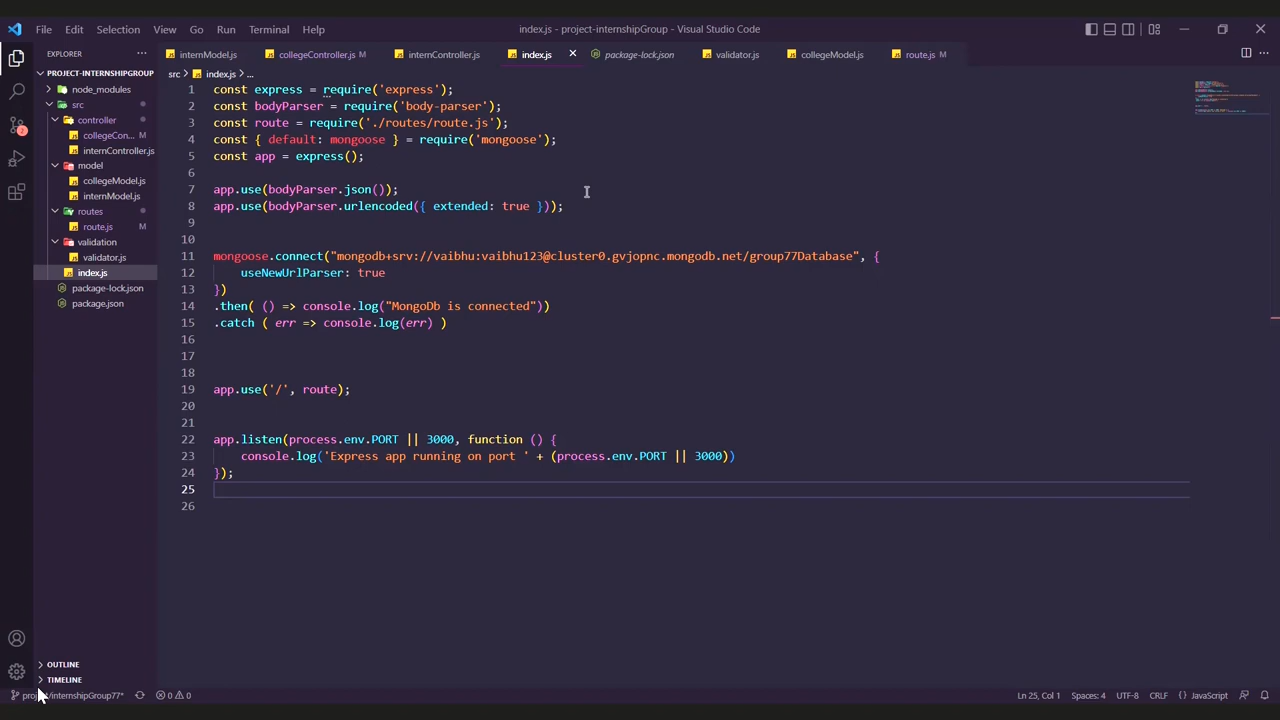 File Edit Selection View Go Run Terminal Help
index.js - project-internshipGroup - Visual Studio Code
EXPLORER
PROJECT-INTERNSHIPGROUP
node_modules
src
controller
collegeCon... M
internController.js
model
collegeModel.js
internModel.js
routes
route.js M
validation
validator.js
index.js
package-lock.json
package.json
OUTLINE
TIMELINE
2
internModel.js collegeController.js M internController.js index.js package-lock.json validator.js collegeModel.js route.js M
src > index.js > ...
1 const express = require('express');
2 const bodyParser = require('body-parser');
3 const route = require('./routes/route.js');
4 const { default: mongoose } = require('mongoose');
5 const app = express();
6
7 app.use(bodyParser.json());
8 app.use(bodyParser.urlencoded({ extended: true }));
9
10
11 mongoose.connect("mongodb+srv://vaibhu:vaibhu123@cluster0.gvjopnc.mongodb.net/group77Database", {
12 useNewUrlParser: true
13 })
14 .then( () => console.log("MongoDb is connected"))
15 .catch ( err => console.log(err) )
16
17
18
19 app.use('/', route);
20
21
22 app.listen(process.env.PORT || 3000, function () {
23 console.log('Express app running on port ' + (process.env.PORT || 3000))
24 });
25
26
0 0
Ln 25, Col 1 Spaces: 4 UTF-8 CRLF {} JavaScript